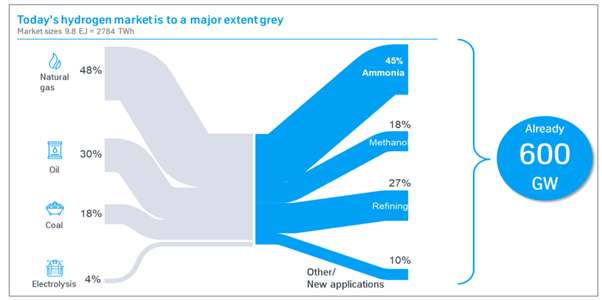 Today's hydrogen market is to a major extent grey
Market sizes 9.8 EJ = 2784 TWh
Natural
gas
48%
Oil
30%
Coal
18%
Electrolysis
4%
45%
Ammonia
18%
Methanol
27%
Refining
10%
Other/
New applications
Already
600
GW